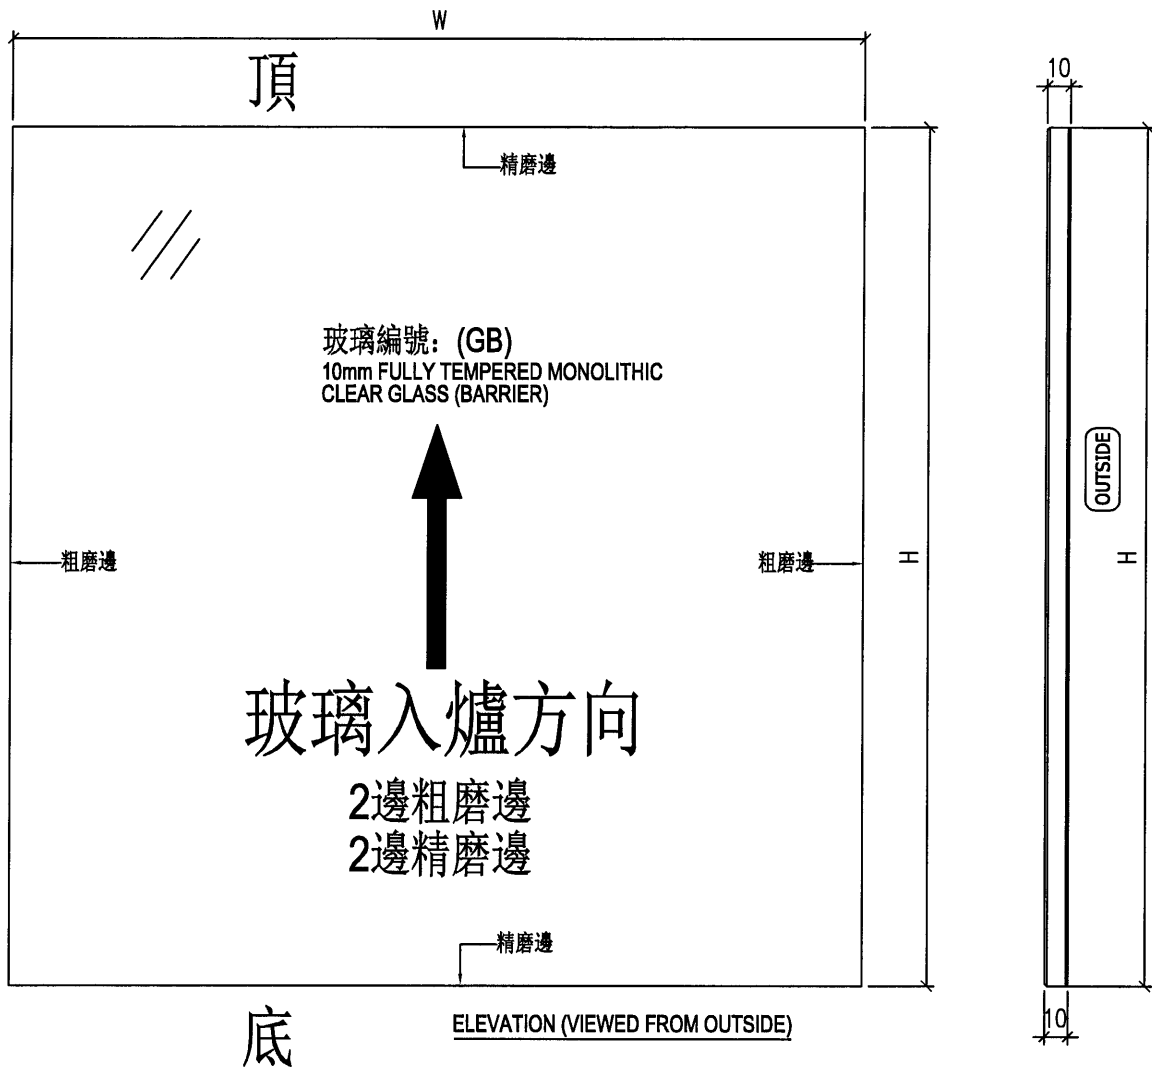 W
頂
10
精磨邊
玻璃編號：(GB)
10mm FULLY TEMPERED MONOLITHIC
CLEAR GLASS (BARRIER)
OUTSIDE
粗磨邊
粗磨邊
H
H
玻璃入爐方向
2邊粗磨邊
2邊精磨邊
精磨邊
底
ELEVATION (VIEWED FROM OUTSIDE)
10